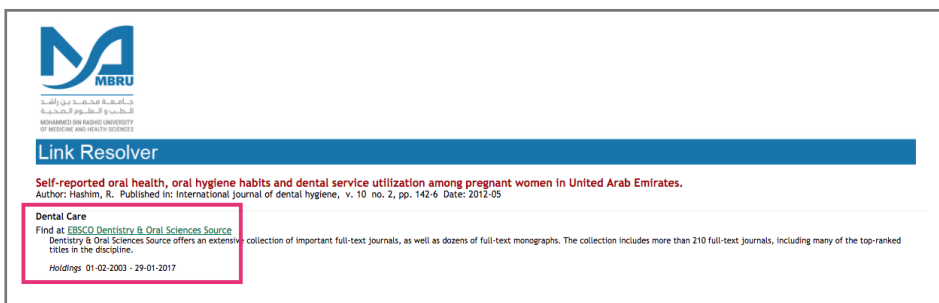 MBRU
جامعة محمد بن راشد
للطب و العلوم الصحية
MOHAMMED BIN RASHID UNIVERSITY
OF MEDICINE AND HEALTH SCIENCES
Link Resolver
Self-reported oral health, oral hygiene habits and dental service utilization among pregnant women in United Arab Emirates.
Author: Hashim, R. Published in: International journal of dental hygiene, v. 10 no. 2, pp. 142-6 Date: 2012-05
Dental Care
Find at EBSCO Dentistry & Oral Sciences Source
Dentistry & Oral Sciences Source offers an extensive collection of important full-text journals, as well as dozens of full-text monographs. The collection includes more than 210 full-text journals, including many of the top-ranked
titles in the discipline.
Holdings 01-02-2003 - 29-01-2017